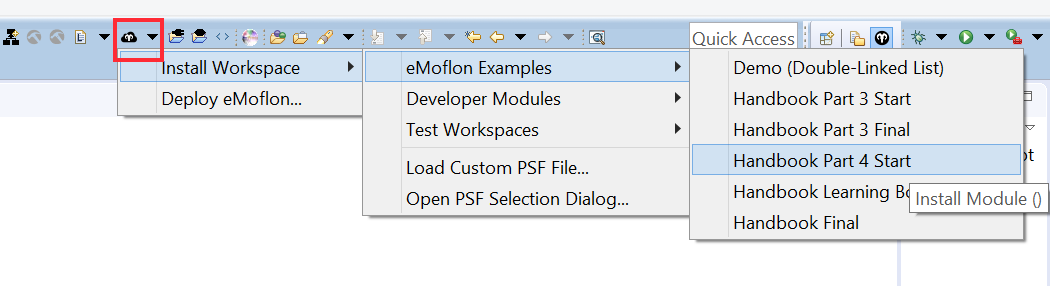 Quick Access
Install Workspace
Deploy eMoflon...
eMoflon Examples
Developer Modules
Test Workspaces
Load Custom PSF File...
Open PSF Selection Dialog...
Demo (Double-Linked List)
Handbook Part 3 Start
Handbook Part 3 Final
Handbook Part 4 Start
Handbook Learning
Handbook Final
Install Module ()